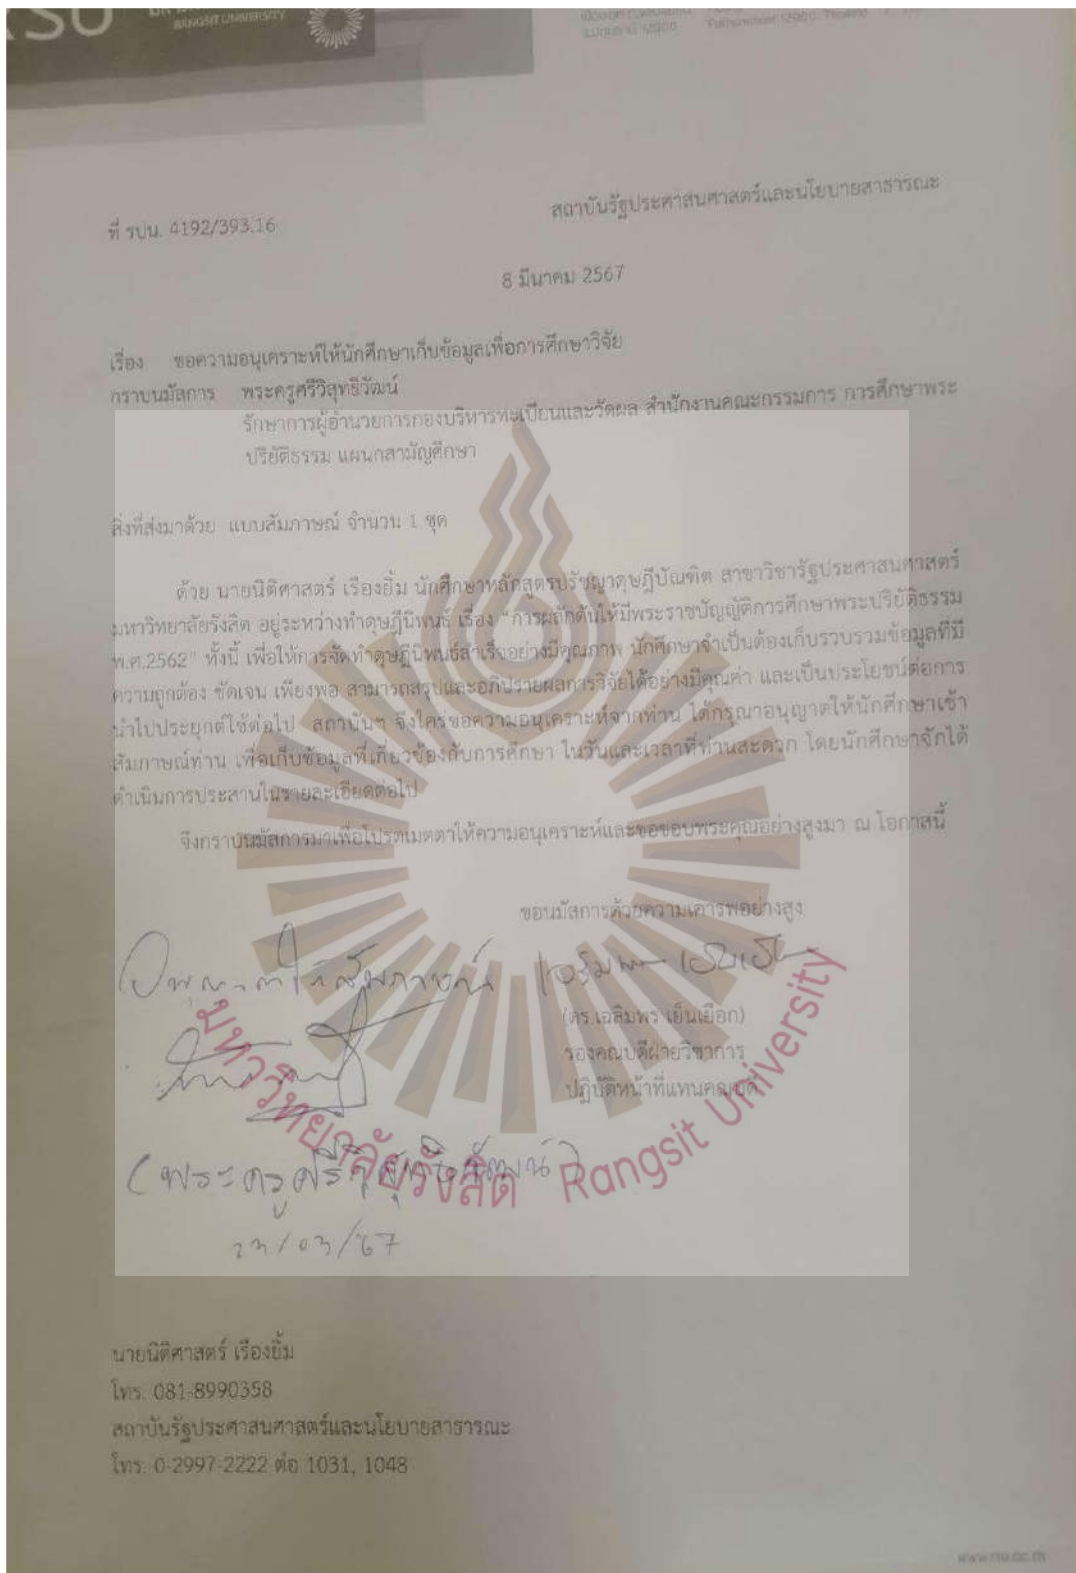 RSU
RANGSIT UNIVERSITY
ที่ รปน. 4192/393.16
สถาบันรัฐประศาสนศาสตร์และนโยบายสาธารณะ
8 มีนาคม 2567
เรื่อง ขอความอนุเคราะห์ให้นักศึกษาเก็บข้อมูลเพื่อการศึกษาวิจัย
กราบนมัสการ พระครูศรีวิสุทธิวัฒน์
รักษาการผู้อำนวยการกองบริหารทะเบียนและวัดผล สำนักงานคณะกรรมการ การศึกษาพระ
ปริยัติธรรม แผนกสามัญศึกษา
สิ่งที่ส่งมาด้วย แบบสัมภาษณ์ จำนวน 1 ชุด
ด้วย นายนิติศาสตร์ เรืองยิ้ม นักศึกษาหลักสูตรปรัชญาดุษฎีบัณฑิต สาขาวิชารัฐประศาสนศาสตร์
มหาวิทยาลัยรังสิต อยู่ระหว่างทำดุษฎีนิพนธ์ เรื่อง "การผลักดันให้มีพระราชบัญญัติการศึกษาพระปริยัติธรรม
พ.ศ.2562" ทั้งนี้ เพื่อให้การจัดทำดุษฎีนิพนธ์สำเร็จอย่างมีคุณภาพ นักศึกษาจำเป็นต้องเก็บรวบรวมข้อมูลที่มี
ความถูกต้อง ชัดเจน เพียงพอ สามารถสรุปและอภิปรายผลการวิจัยได้อย่างมีคุณค่า และเป็นประโยชน์ต่อการ
นำไปประยุกต์ใช้ต่อไป สถาบันฯ จึงใคร่ขอความอนุเคราะห์จากท่าน ได้กรุณาอนุญาตให้นักศึกษาเข้า
สัมภาษณ์ท่าน เพื่อเก็บข้อมูลที่เกี่ยวข้องกับการศึกษา ในวันและเวลาที่ท่านสะดวก โดยนักศึกษาจักได้
ดำเนินการประสานในรายละเอียดต่อไป
จึงกราบนมัสการมาเพื่อโปรดเมตตาให้ความอนุเคราะห์และขอขอบพระคุณอย่างสูงมา ณ โอกาสนี้
ขอนมัสการด้วยความเคารพอย่างสูง
อนุญาตให้สัมภาษณ์
(ดร.เฉลิมพร เย็นเยือก)
รองคณบดีฝ่ายวิชาการ
ปฏิบัติหน้าที่แทนคณบดี
(พระครูศรีวิสุทธิวัฒน์)
23/03/67
มหาวิทยาลัยรังสิต Rangsit University
นายนิติศาสตร์ เรืองยิ้ม
โทร. 081-8990358
สถาบันรัฐประศาสนศาสตร์และนโยบายสาธารณะ
โทร. 0-2997-2222 ต่อ 1031, 1048
www.rsu.ac.th